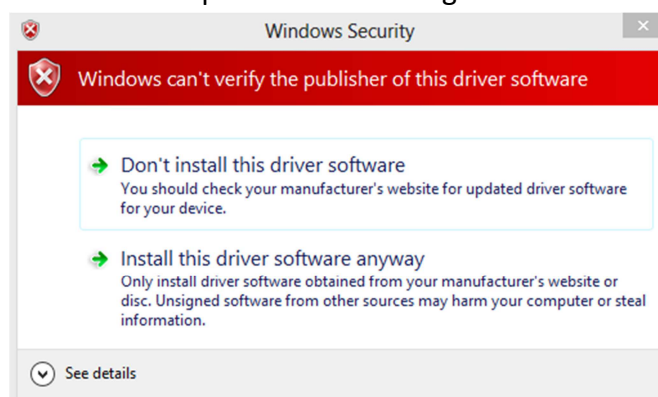 Windows Security
Windows can't verify the publisher of this driver software
Don't install this driver software
You should check your manufacturer's website for updated driver software
for your device.
Install this driver software anyway
Only install driver software obtained from your manufacturer's website or
disc. Unsigned software from other sources may harm your computer or steal
information.
See details